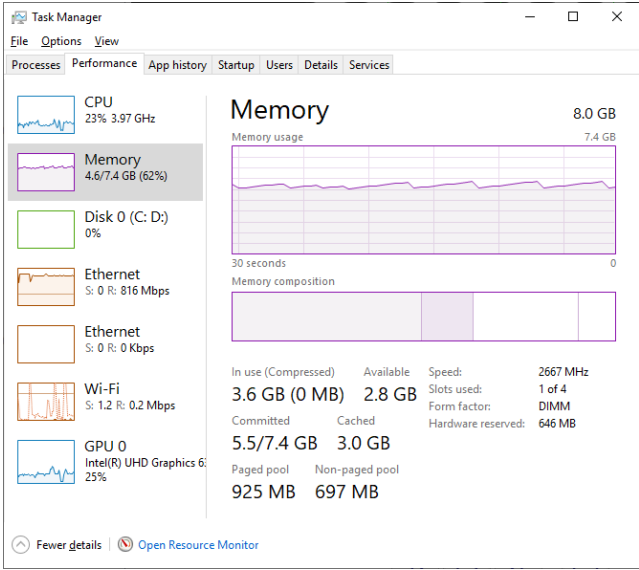 Task Manager
File Options View
Processes Performance App history Startup Users Details Services
CPU
23% 3.97 GHz
Memory
4.6/7.4 GB (62%)
Disk 0 (C: D:)
0%
Ethernet
S: 0 R: 816 Mbps
Ethernet
S: 0 R: 0 Kbps
Wi-Fi
S: 1.2 R: 0.2 Mbps
GPU 0
Intel(R) UHD Graphics 6
25%
Memory 8.0 GB
Memory usage 7.4 GB
30 seconds 0
Memory composition
In use (Compressed) Available
3.6 GB (0 MB) 2.8 GB
Committed Cached
5.5/7.4 GB 3.0 GB
Paged pool Non-paged pool
925 MB 697 MB
Speed: 2667 MHz
Slots used: 1 of 4
Form factor: DIMM
Hardware reserved: 646 MB
Fewer details Open Resource Monitor